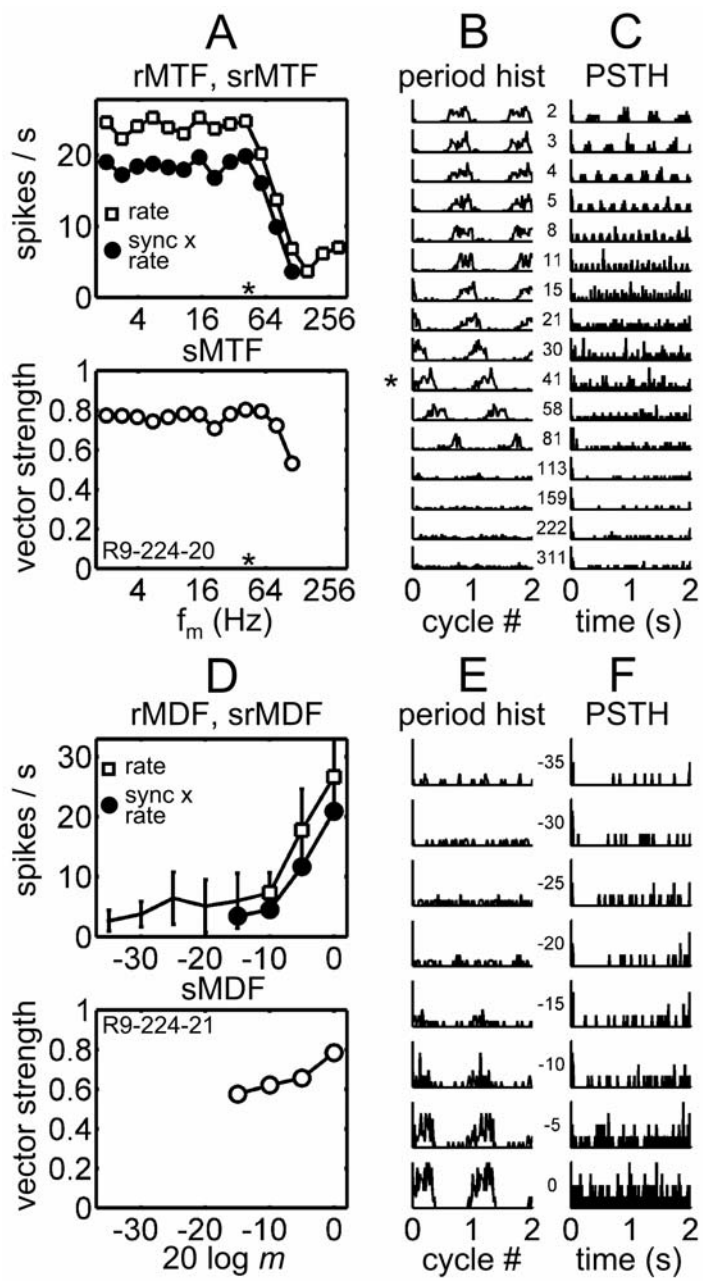 A
rMTF, srMTF
spikes / s
20
10
0
rate
sync x
rate
*
4 16 64 256
sMTF
vector strength
1
0.8
0.6
0.4
0.2
0
R9-224-20
*
4 16 64 256
f_m (Hz)
B
period hist
C
PSTH
2
3
4
5
8
11
15
21
30
* 41
58
81
113
159
222
311
0 1 2
cycle #
0 1 2
time (s)
D
rMDF, srMDF
spikes / s
30
20
10
0
rate
sync x
rate
-30 -20 -10 0
sMDF
vector strength
1
0.8
0.6
0.4
0.2
0
R9-224-21
-30 -20 -10 0
20 log m
E
period hist
F
PSTH
-35
-30
-25
-20
-15
-10
-5
0
0 1 2
cycle #
0 1 2
time (s)